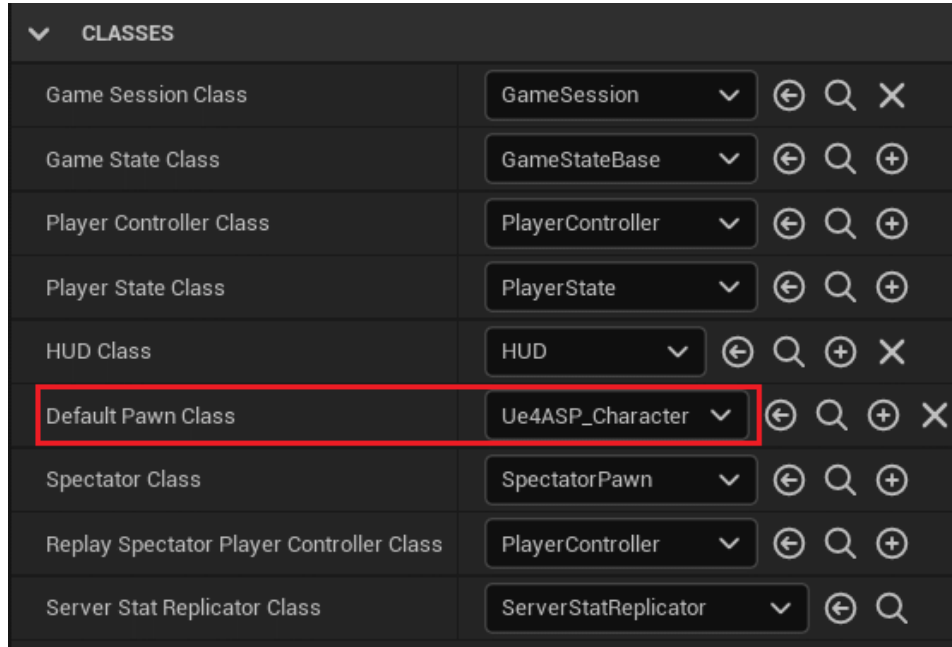 CLASSES
Game Session Class GameSession
Game State Class GameStateBase
Player Controller Class PlayerController
Player State Class PlayerState
HUD Class HUD
Default Pawn Class Ue4ASP_Character
Spectator Class SpectatorPawn
Replay Spectator Player Controller Class PlayerController
Server Stat Replicator Class ServerStatReplicator